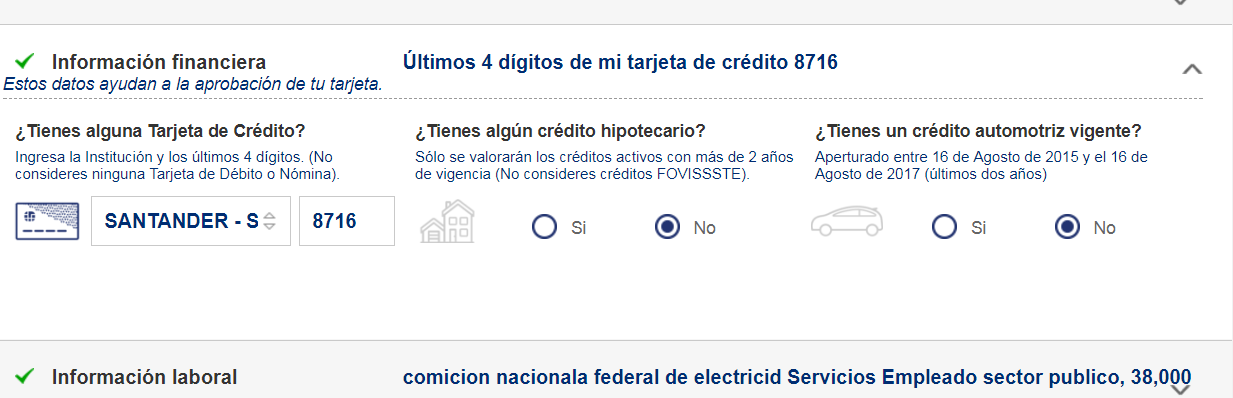 Información financiera
Últimos 4 dígitos de mi tarjeta de crédito 8716
Estos datos ayudan a la aprobación de tu tarjeta.
¿Tienes alguna Tarjeta de Crédito?
Ingresa la Institución y los últimos 4 dígitos. (No
consideres ninguna Tarjeta de Débito o Nómina).
SANTANDER - S
8716
¿Tienes algún crédito hipotecario?
Sólo se valorarán los créditos activos con más de 2 años
de vigencia (No consideres créditos FOVISSSTE).
Si
No
¿Tienes un crédito automotriz vigente?
Aperturado entre 16 de Agosto de 2015 y el 16 de
Agosto de 2017 (últimos dos años)
Si
No
Información laboral
comicion nacionala federal de electricid Servicios Empleado sector publico, 38,000